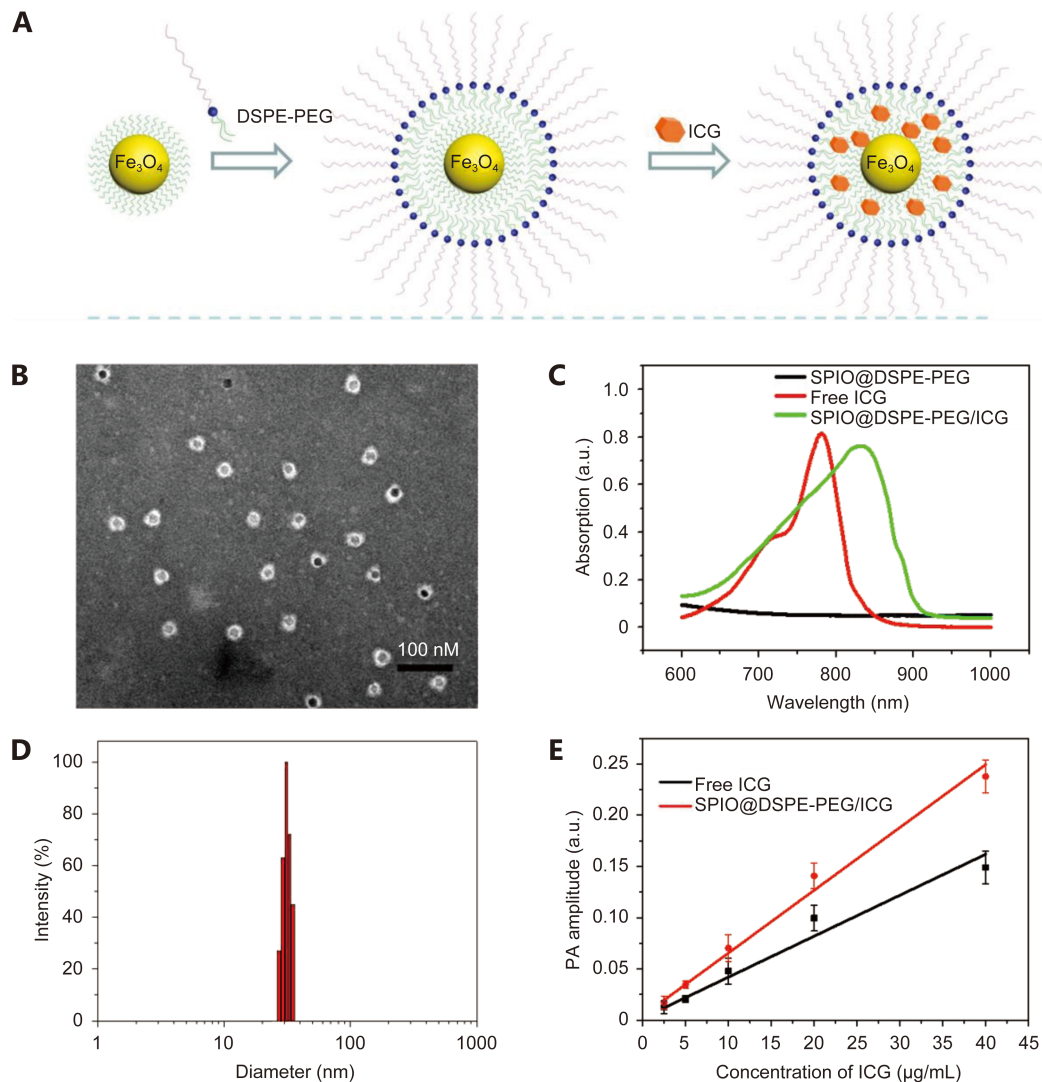 A
DSPE-PEG
ICG
Fe₃O₄
Fe₃O₄
Fe₃O₄
B
100 nM
C
SPIO@DSPE-PEG
Free ICG
SPIO@DSPE-PEG/ICG
1.0
0.8
0.6
0.4
0.2
0
Absorption (a.u.)
600 700 800 900 1000
Wavelength (nm)
D
100
80
60
40
20
0
Intensity (%)
1 10 100 1000
Diameter (nm)
E
Free ICG
SPIO@DSPE-PEG/ICG
0.25
0.20
0.15
0.10
0.05
0
PA amplitude (a.u.)
0 5 10 15 20 25 30 35 40 45
Concentration of ICG (μg/mL)